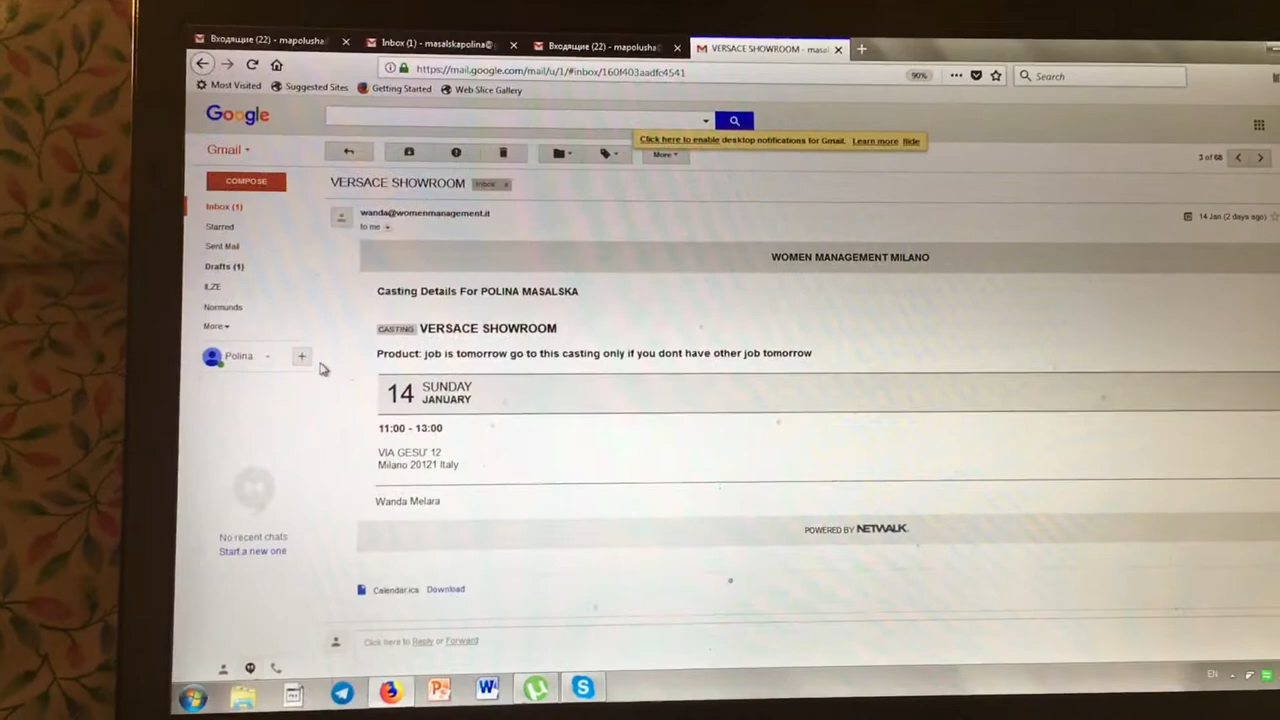 Входящие (22) - mapolusha
Inbox (1) - masalskapolina@
Входящие (22) - mapolusha
VERSACE SHOWROOM - masal
https://mail.google.com/mail/u/1/#inbox/160f403aadfc4541
90%
Search
Most Visited
Suggested Sites
Getting Started
Web Slice Gallery
Google
Click here to enable desktop notifications for Gmail. Learn more Hide
Gmail
More
3 of 68
COMPOSE
VERSACE SHOWROOM
Inbox x
Inbox (1)
Starred
Sent Mail
Drafts (1)
ILZE
Normunds
More
Polina
wanda@womenmanagement.it
to me
14 Jan (2 days ago)
WOMEN MANAGEMENT MILANO
Casting Details For POLINA MASALSKA
CASTING VERSACE SHOWROOM
Product: job is tomorrow go to this casting only if you dont have other job tomorrow
14 SUNDAY
JANUARY
11:00 - 13:00
VIA GESU' 12
Milano 20121 Italy
Wanda Melara
POWERED BY NETWALK
No recent chats
Start a new one
Calendar.ics Download
Click here to Reply or Forward
EN